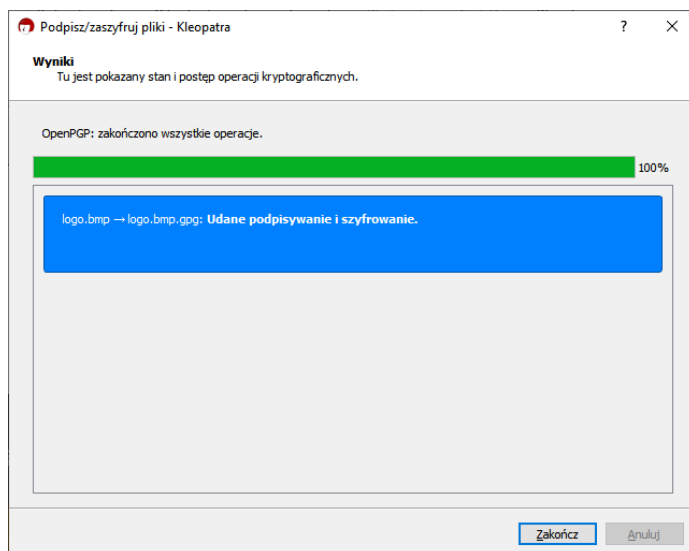 Podpisz/zaszyfruj pliki - Kleopatra
Wyniki
Tu jest pokazany stan i postęp operacji kryptograficznych.
OpenPGP: zakończono wszystkie operacje.
100%
logo.bmp → logo.bmp.gpg: Udane podpisywanie i szyfrowanie.
Zakończ Anuluj